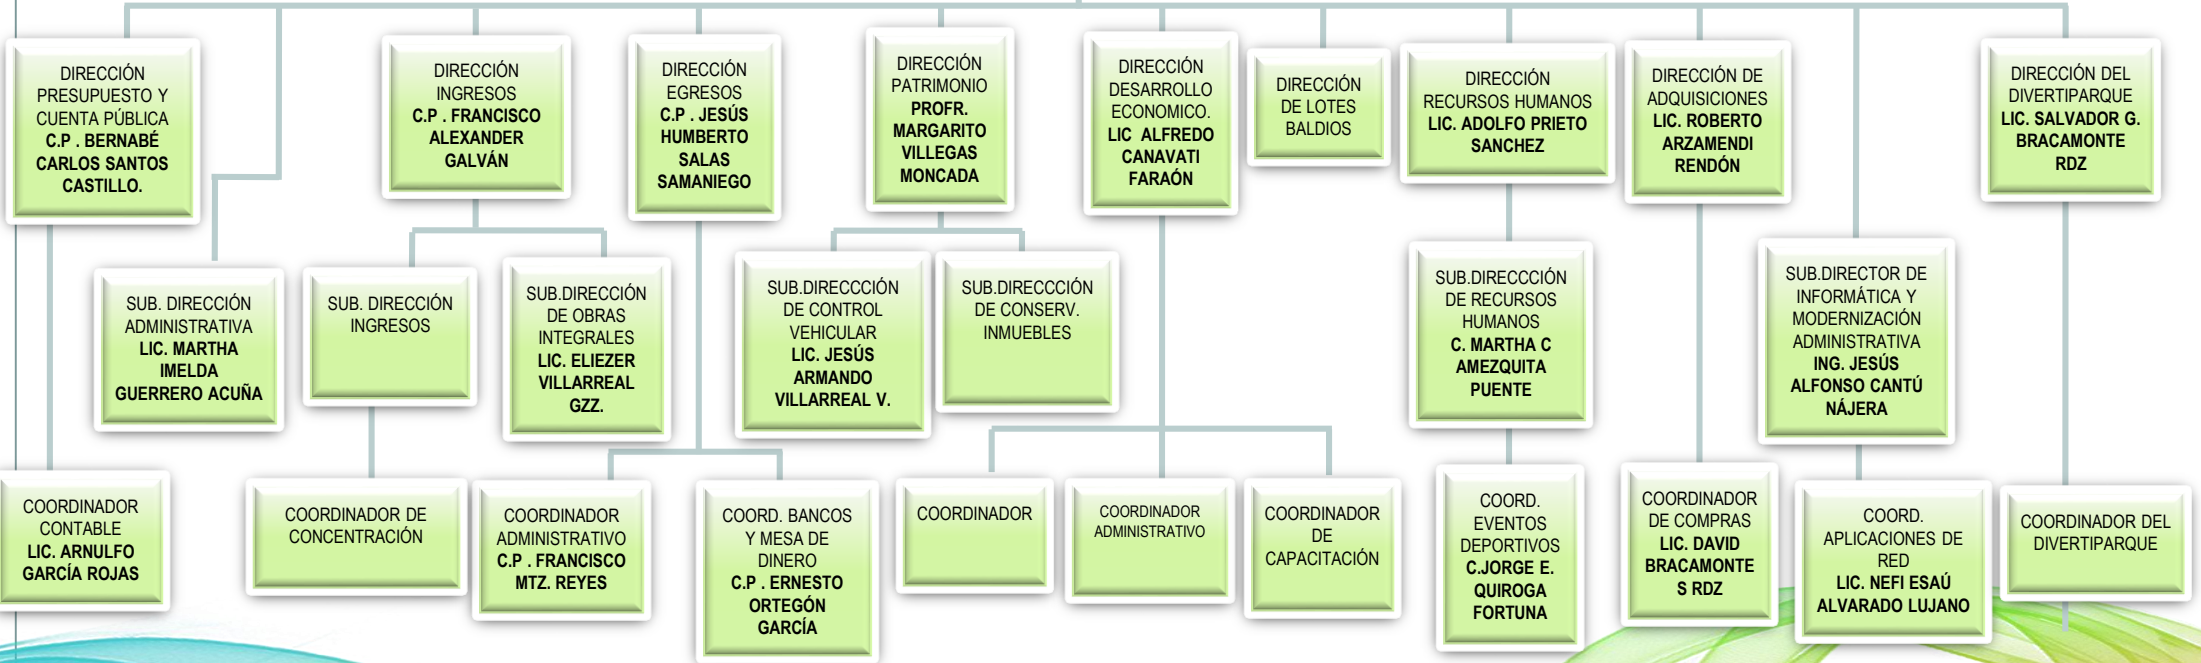 DIRECCIÓN
PRESUPUESTO Y
CUENTA PÚBLICA
C.P . BERNABÉ
CARLOS SANTOS
CASTILLO.
DIRECCIÓN
INGRESOS
C.P . FRANCISCO
ALEXANDER
GALVÁN
DIRECCIÓN
EGRESOS
C.P . JESÚS
HUMBERTO
SALAS
SAMANIEGO
DIRECCIÓN
PATRIMONIO
PROFR.
MARGARITO
VILLEGAS
MONCADA
DIRECCIÓN
DESARROLLO
ECONOMICO.
LIC ALFREDO
CANAVATI
FARAÓN
DIRECCIÓN
DE LOTES
BALDIOS
DIRECCIÓN
RECURSOS HUMANOS
LIC. ADOLFO PRIETO
SANCHEZ
DIRECCIÓN DE
ADQUISICIONES
LIC. ROBERTO
ARZAMENDI
RENDÓN
DIRECCIÓN DEL
DIVERTIPARQUE
LIC. SALVADOR G.
BRACAMONTE
RDZ
SUB. DIRECCIÓN
ADMINISTRATIVA
LIC. MARTHA
IMELDA
GUERRERO ACUÑA
SUB. DIRECCIÓN
INGRESOS
SUB.DIRECCIÓN
DE OBRAS
INTEGRALES
LIC. ELIEZER
VILLARREAL
GZZ.
SUB.DIRECCCIÓN
DE CONTROL
VEHICULAR
LIC. JESÚS
ARMANDO
VILLARREAL V.
SUB.DIRECCCIÓN
DE CONSERV.
INMUEBLES
SUB.DIRECCCIÓN
DE RECURSOS
HUMANOS
C. MARTHA C
AMEZQUITA
PUENTE
SUB.DIRECTOR DE
INFORMÁTICA Y
MODERNIZACIÓN
ADMINISTRATIVA
ING. JESÚS
ALFONSO CANTÚ
NÁJERA
COORDINADOR
CONTABLE
LIC. ARNULFO
GARCÍA ROJAS
COORDINADOR DE
CONCENTRACIÓN
COORDINADOR
ADMINISTRATIVO
C.P . FRANCISCO
MTZ. REYES
COORD. BANCOS
Y MESA DE
DINERO
C.P . ERNESTO
ORTEGÓN
GARCÍA
COORDINADOR
COORDINADOR
ADMINISTRATIVO
COORDINADOR
DE
CAPACITACIÓN
COORD.
EVENTOS
DEPORTIVOS
C.JORGE E.
QUIROGA
FORTUNA
COORDINADOR
DE COMPRAS
LIC. DAVID
BRACAMONTE
S RDZ
COORD.
APLICACIONES DE
RED
LIC. NEFI ESAÚ
ALVARADO LUJANO
COORDINADOR DEL
DIVERTIPARQUE